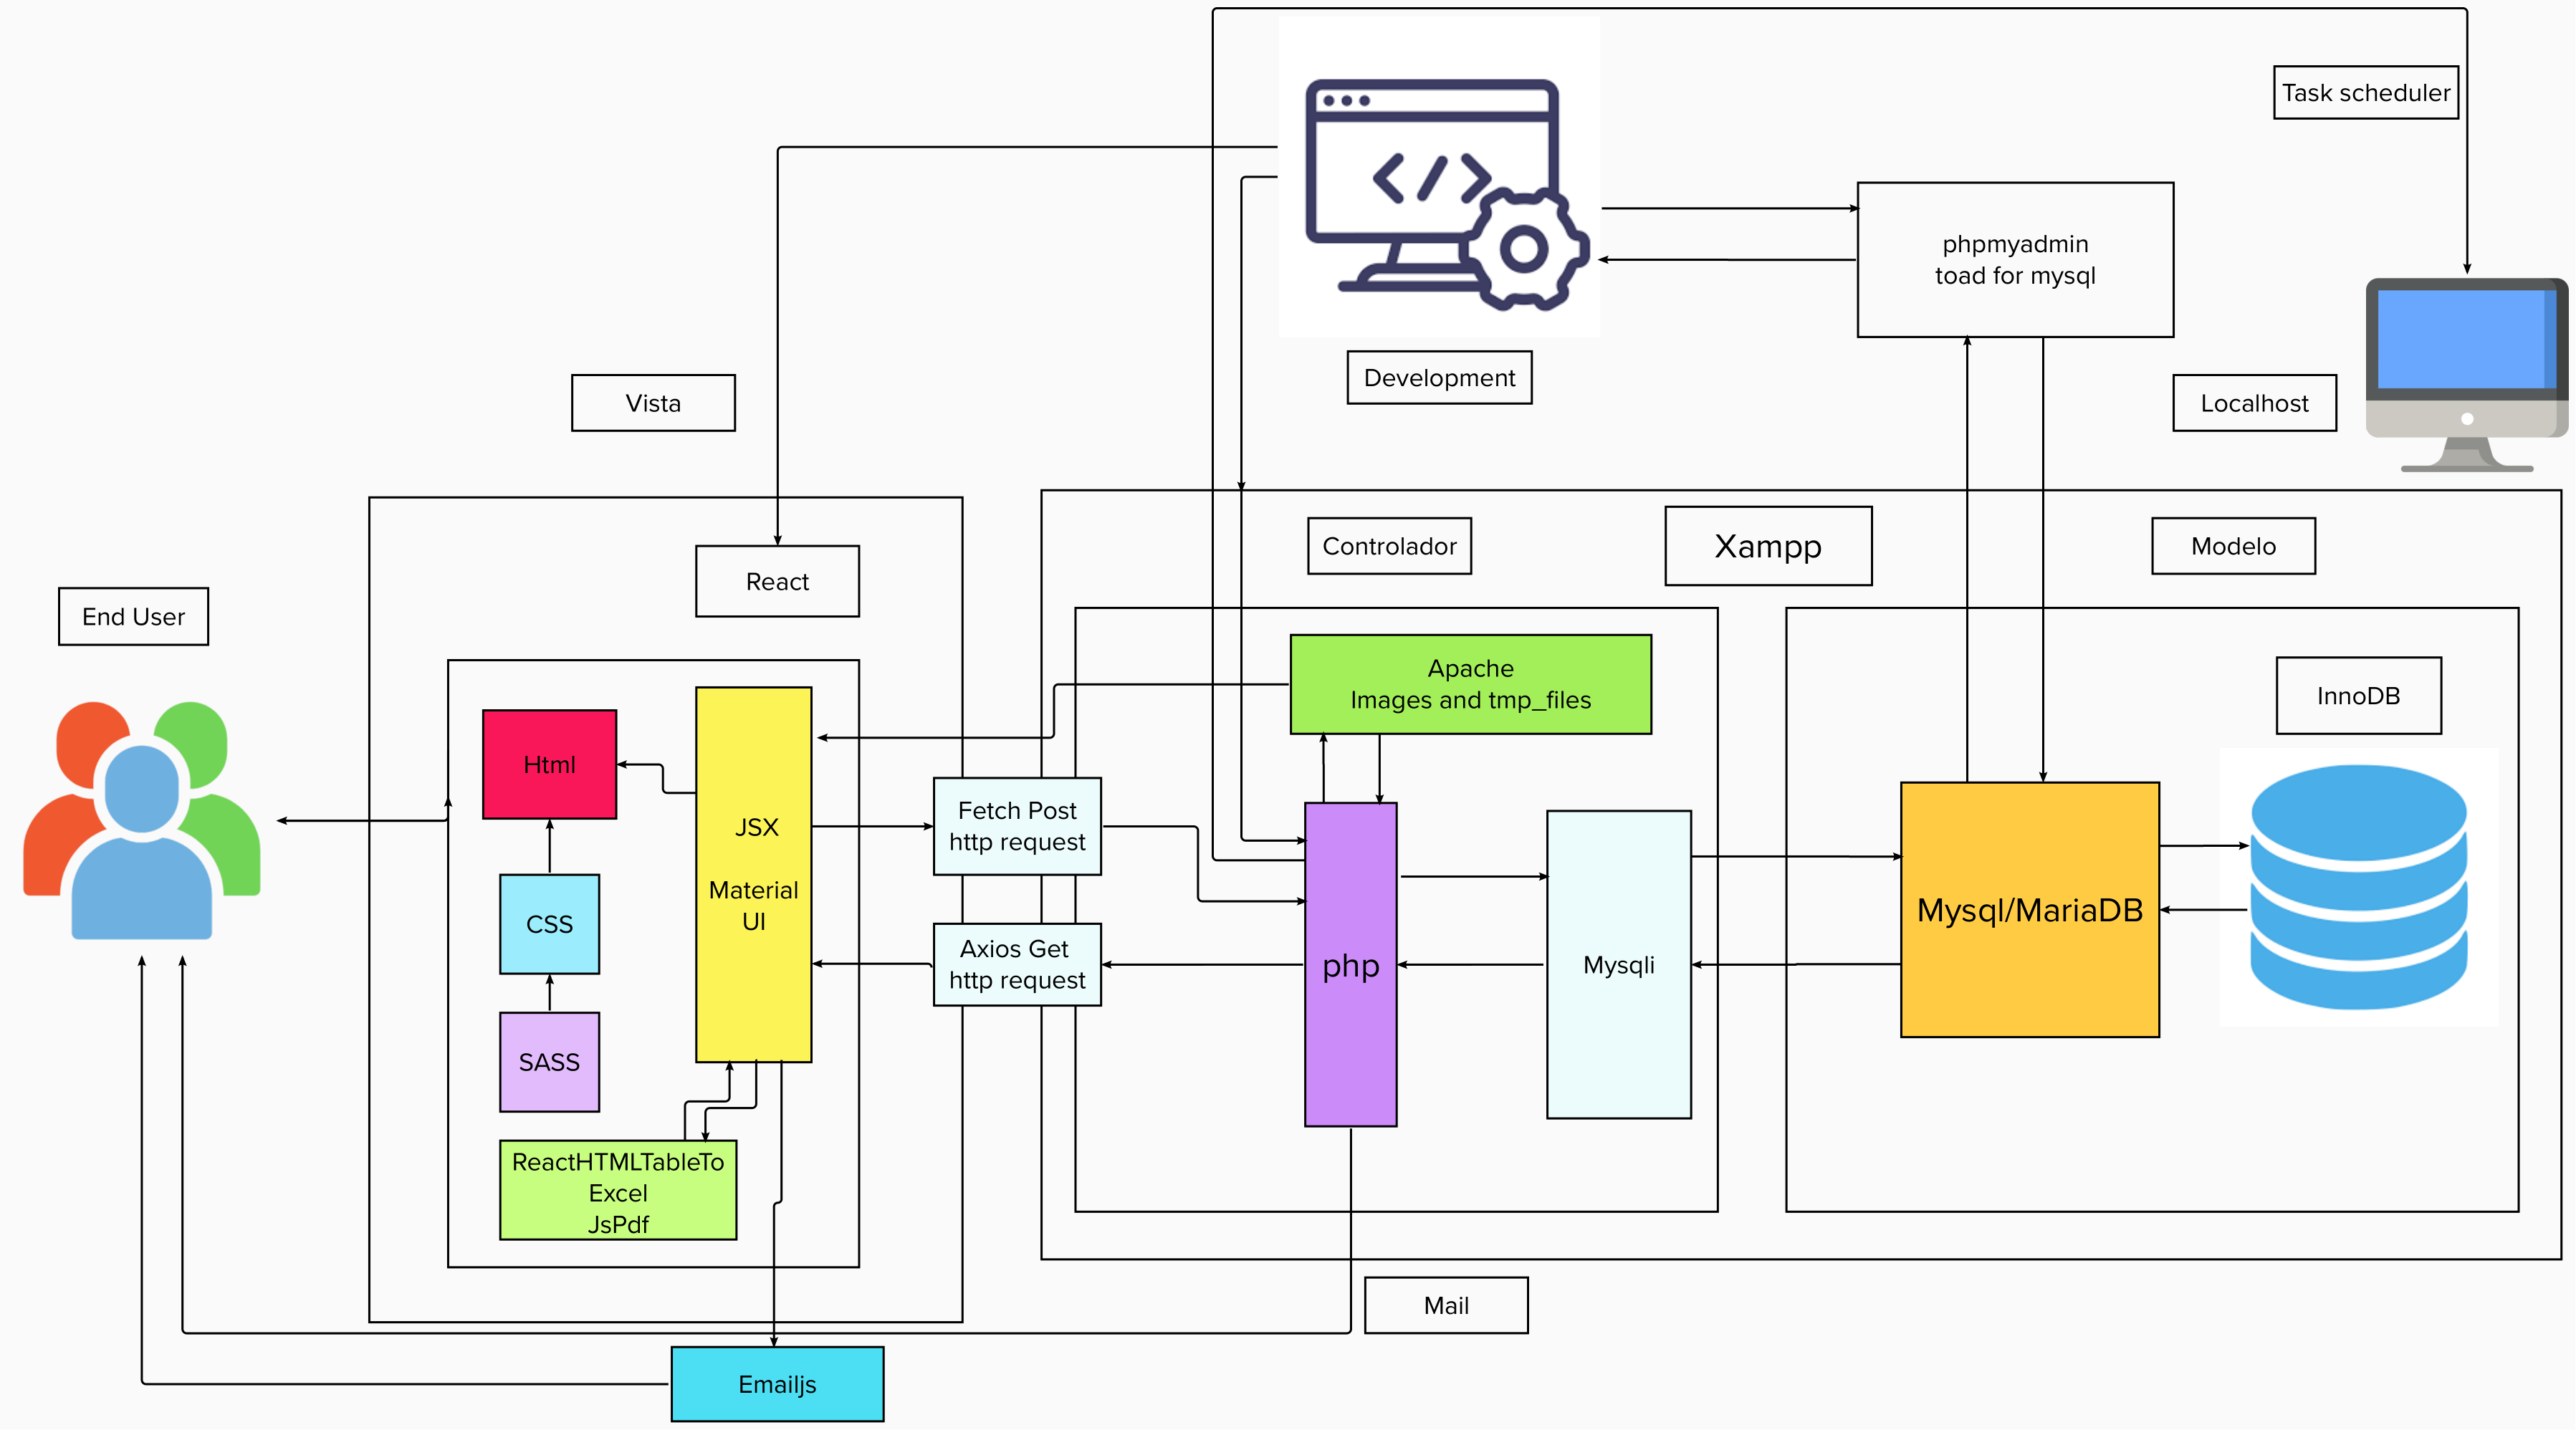 Task scheduler
phpmyadmin
toad for mysql
Development
Vista
Localhost
Controlador
Xampp
Modelo
React
End User
Apache
Images and tmp_files
InnoDB
Html
JSX
Material
UI
Fetch Post
http request
CSS
Axios Get
http request
php
Mysqli
Mysql/MariaDB
SASS
ReactHTMLTableTo
Excel
JsPdf
Mail
Emailjs